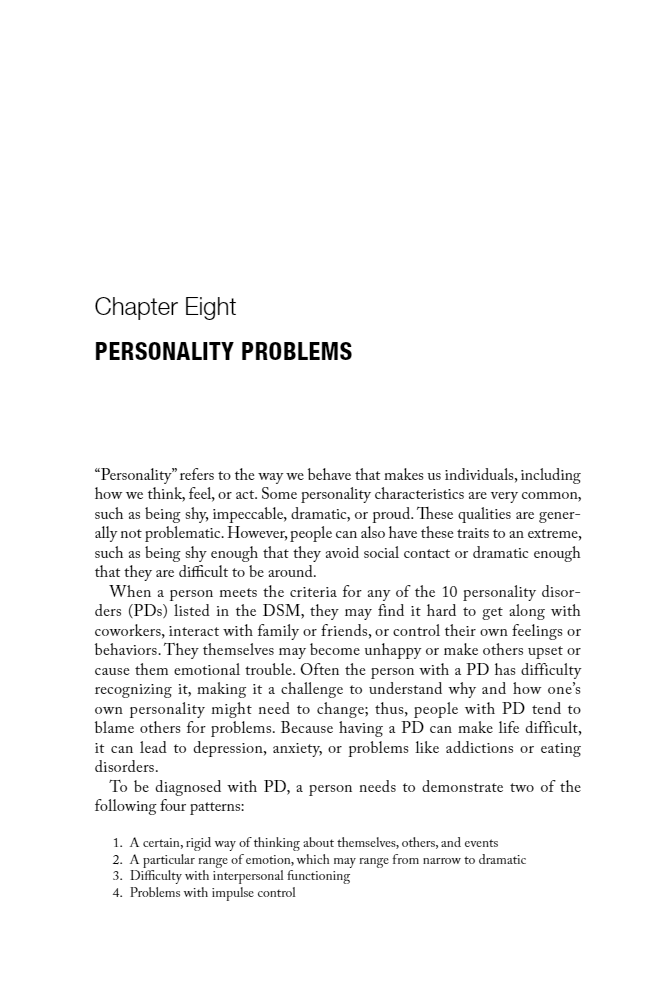 Chapter Eight
PERSONALITY PROBLEMS
“Personality” refers to the way we behave that makes us individuals, including
how we think, feel, or act. Some personality characteristics are very common,
such as being shy, impeccable, dramatic, or proud. These qualities are gener-
ally not problematic. However, people can also have these traits to an extreme,
such as being shy enough that they avoid social contact or dramatic enough
that they are difficult to be around.
When a person meets the criteria for any of the 10 personality disor-
ders (PDs) listed in the DSM, they may find it hard to get along with
coworkers, interact with family or friends, or control their own feelings or
behaviors. They themselves may become unhappy or make others upset or
cause them emotional trouble. Often the person with a PD has difficulty
recognizing it, making it a challenge to understand why and how one’s
own personality might need to change; thus, people with PD tend to
blame others for problems. Because having a PD can make life difficult,
it can lead to depression, anxiety, or problems like addictions or eating
disorders.
To be diagnosed with PD, a person needs to demonstrate two of the
following four patterns:
1. A certain, rigid way of thinking about themselves, others, and events
2. A particular range of emotion, which may range from narrow to dramatic
3. Difficulty with interpersonal functioning
4. Problems with impulse control